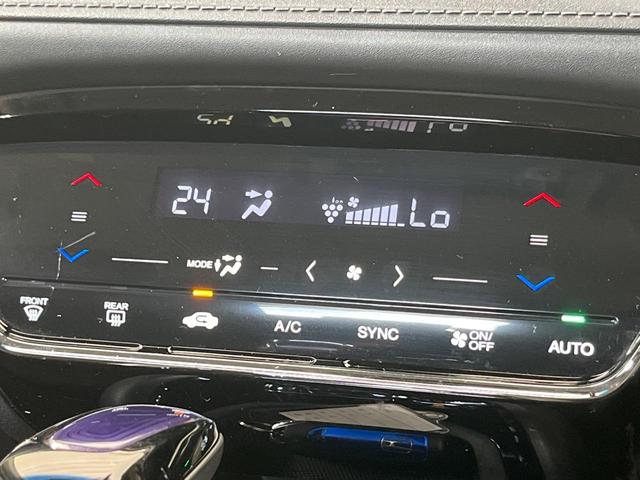 24 Lo
MODE
FRONT REAR A/C SYNC ON/OFF AUTO